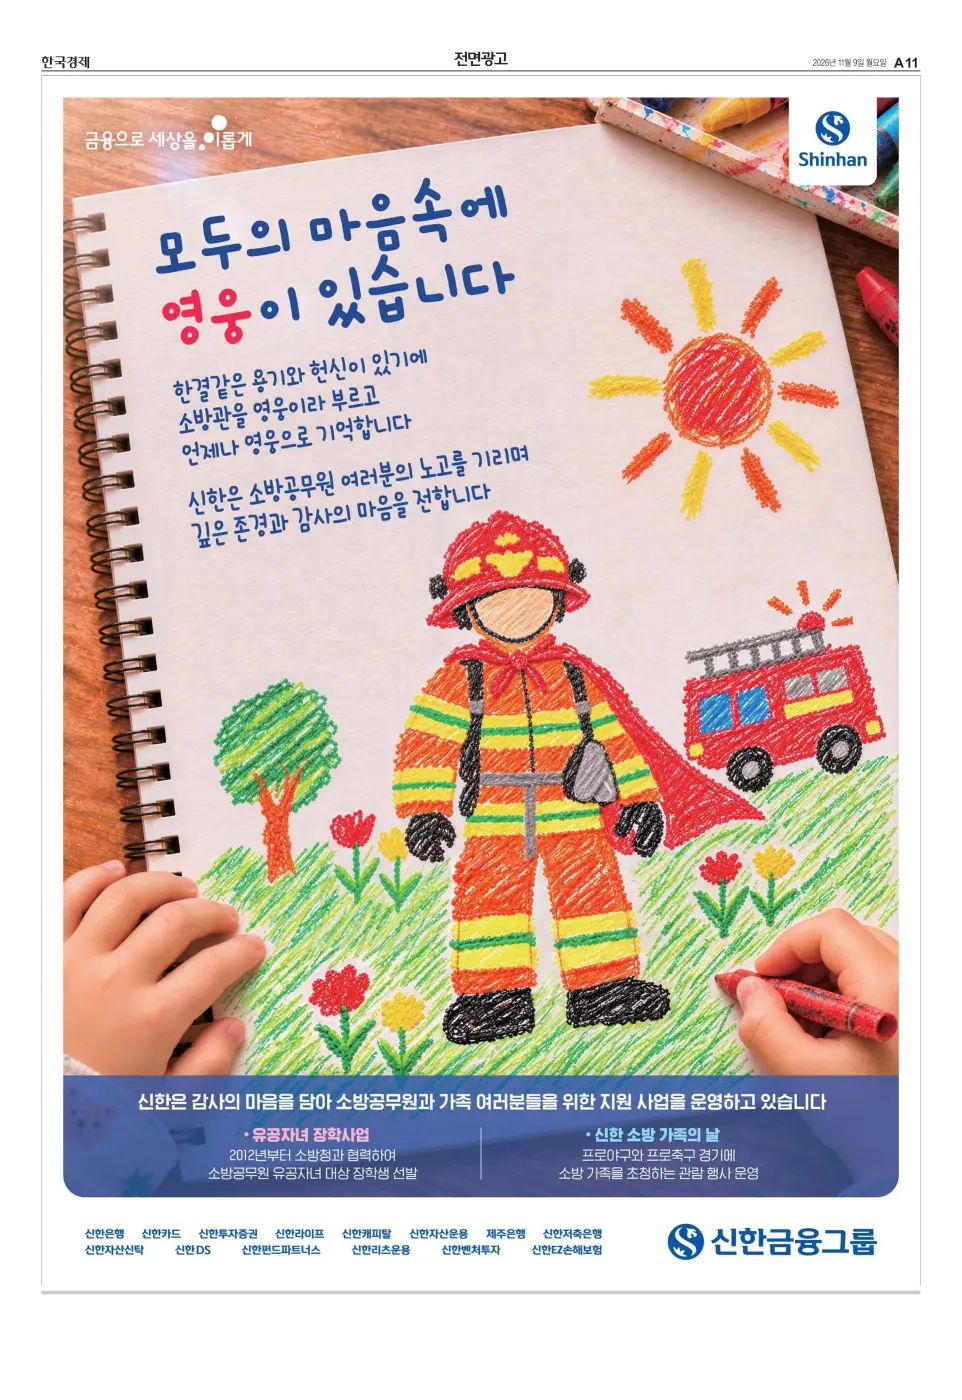 한국경제
전면광고
2026년 11월 9일 월요일 A11
금융으로 세상을 이롭게
Shinhan
모두의 마음속에
영웅이 있습니다
한결같은 용기와 헌신이 있기에
소방관을 영웅이라 부르고
언제나 영웅으로 기억합니다
신한은 소방공무원 여러분의 노고를 기리며
깊은 존경과 감사의 마음을 전합니다
신한은 감사의 마음을 담아 소방공무원과 가족 여러분들을 위한 지원 사업을 운영하고 있습니다
• 유공자녀 장학사업
2012년부터 소방청과 협력하여
소방공무원 유공자녀 대상 장학생 선발
• 신한 소방 가족의 날
프로야구와 프로축구 경기에
소방 가족을 초청하는 관람 행사 운영
신한은행 신한카드 신한투자증권 신한라이프 신한캐피탈 신한자산운용 제주은행 신한저축은행
신한자산신탁 신한DS 신한펀드파트너스 신한리츠운용 신한벤처투자 신한EZ손해보험
신한금융그룹